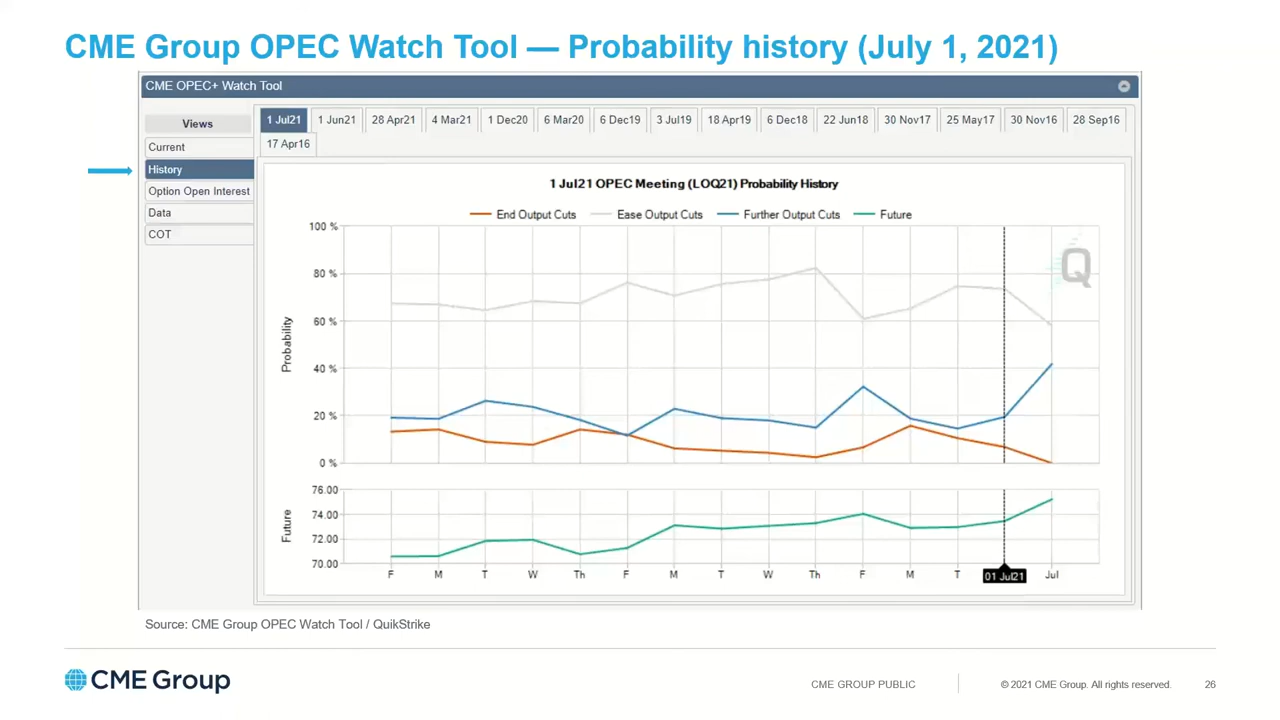 CME Group OPEC Watch Tool — Probability history (July 1, 2021)
CME OPEC+ Watch Tool
Views
Current
History
Option Open Interest
Data
COT
1 Jul21 1 Jun21 28 Apr21 4 Mar21 1 Dec20 6 Mar20 6 Dec19 3 Jul19 18 Apr19 6 Dec18 22 Jun18 30 Nov17 25 May17 30 Nov16 28 Sep16
17 Apr16
1 Jul21 OPEC Meeting (LOQ21) Probability History
End Output Cuts Ease Output Cuts Further Output Cuts Future
100 %
80 %
60 %
40 %
20 %
0 %
Probability
Q
76.00
74.00
72.00
70.00
Future
F M T W Th F M T W Th F M T 01 Jul21 Jul
Source: CME Group OPEC Watch Tool / QuikStrike
CME Group
CME GROUP PUBLIC
© 2021 CME Group. All rights reserved.
26